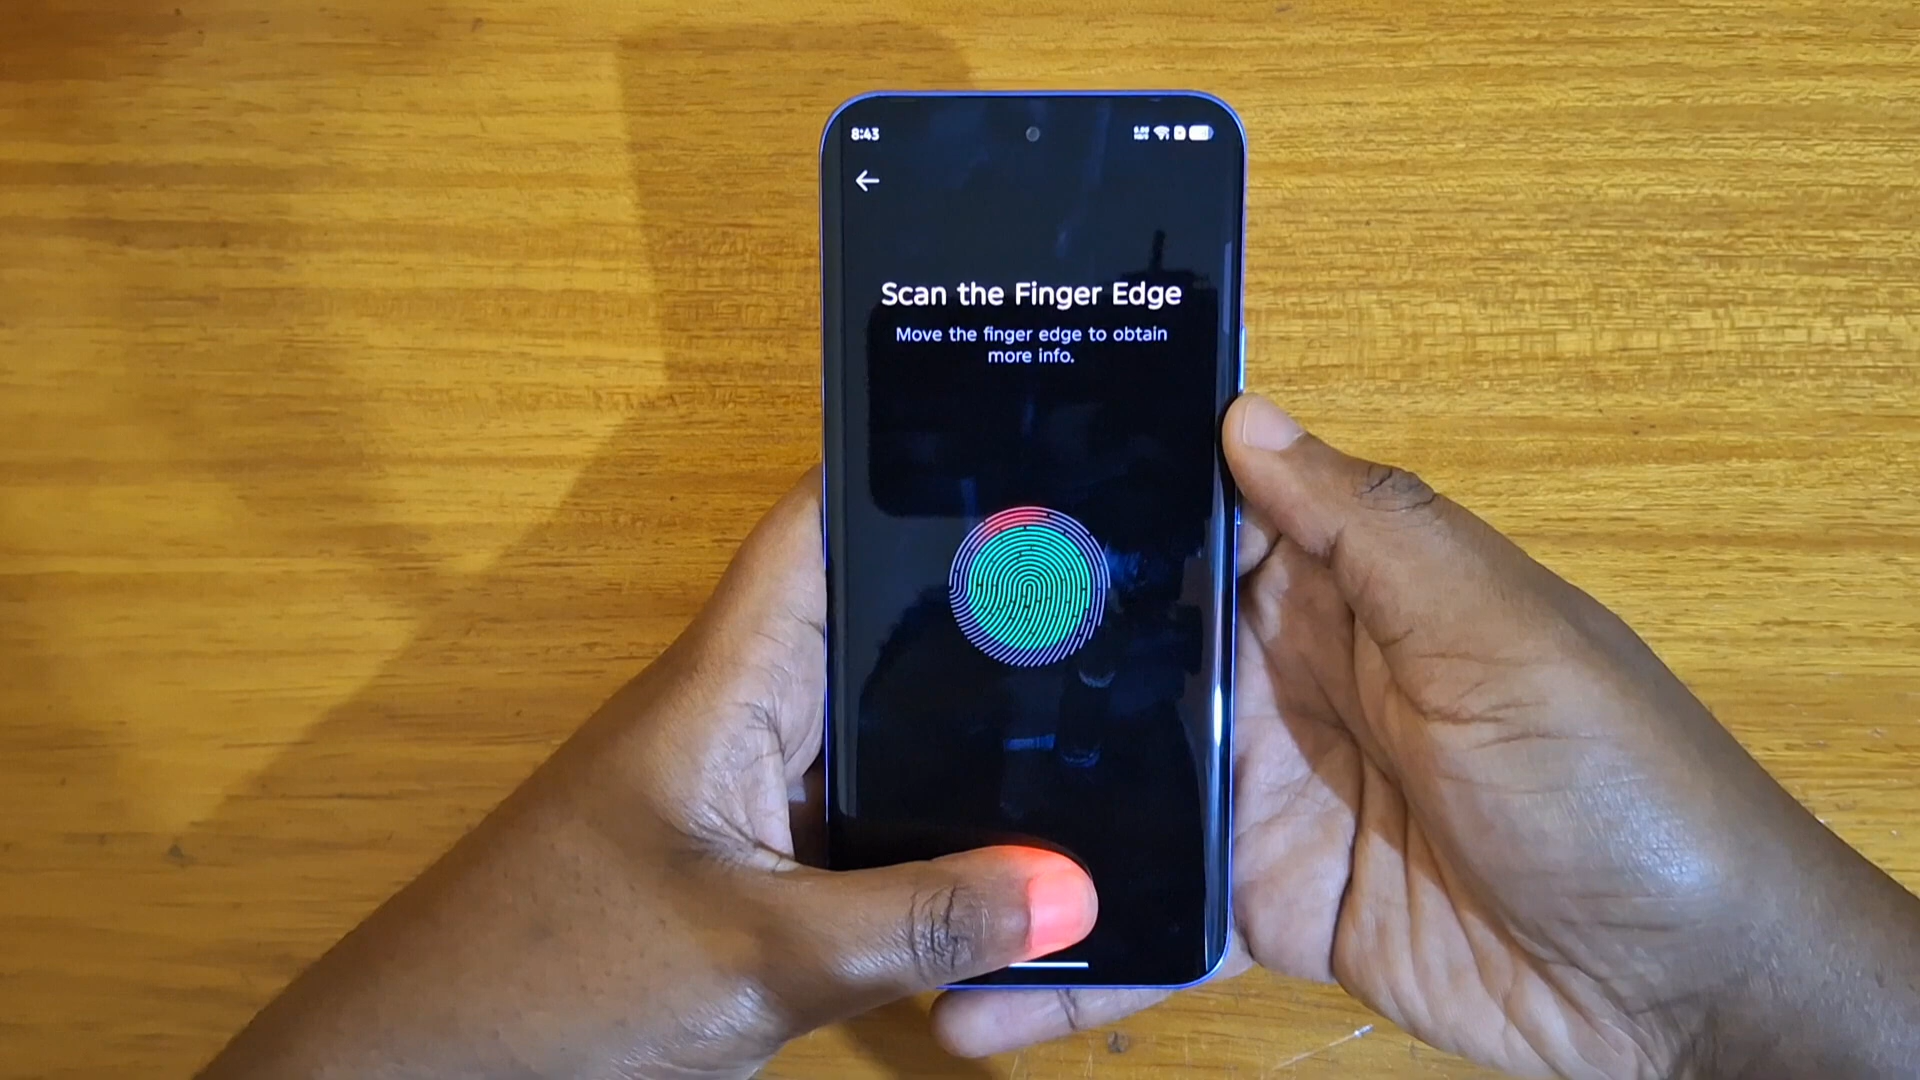 8:43
Scan the Finger Edge
Move the finger edge to obtain
more info.